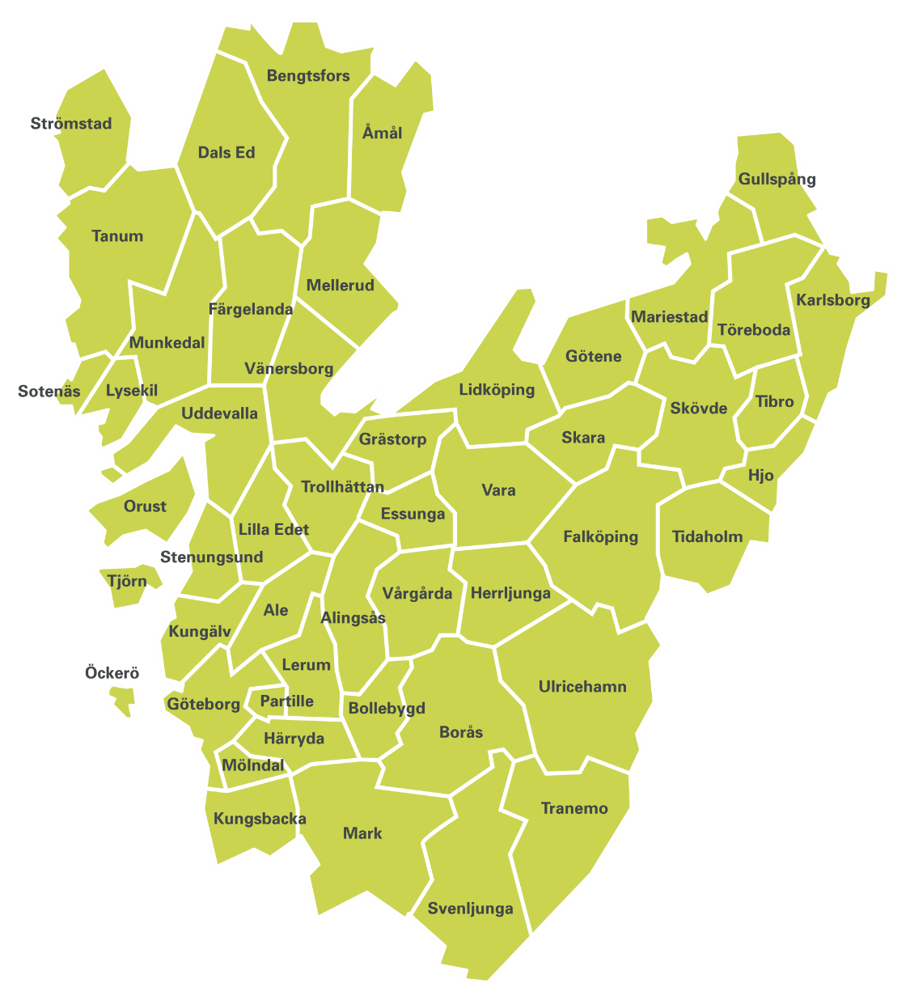 Bengtsfors
Strömstad
Åmål
Dals Ed
Gullspång
Tanum
Mellerud
Karlsborg
Färgelanda
Mariestad
Töreboda
Munkedal
Götene
Vänersborg
Sotenäs
Lysekil
Lidköping
Tibro
Skövde
Uddevalla
Grästorp
Skara
Hjo
Trollhättan
Vara
Orust
Essunga
Lilla Edet
Falköping
Tidaholm
Stenungsund
Tjörn
Vårgårda
Herrljunga
Ale
Alingsås
Kungälv
Lerum
Öckerö
Ulricehamn
Partille
Göteborg
Bollebygd
Borås
Härryda
Mölndal
Tranemo
Kungsbacka
Mark
Svenljunga